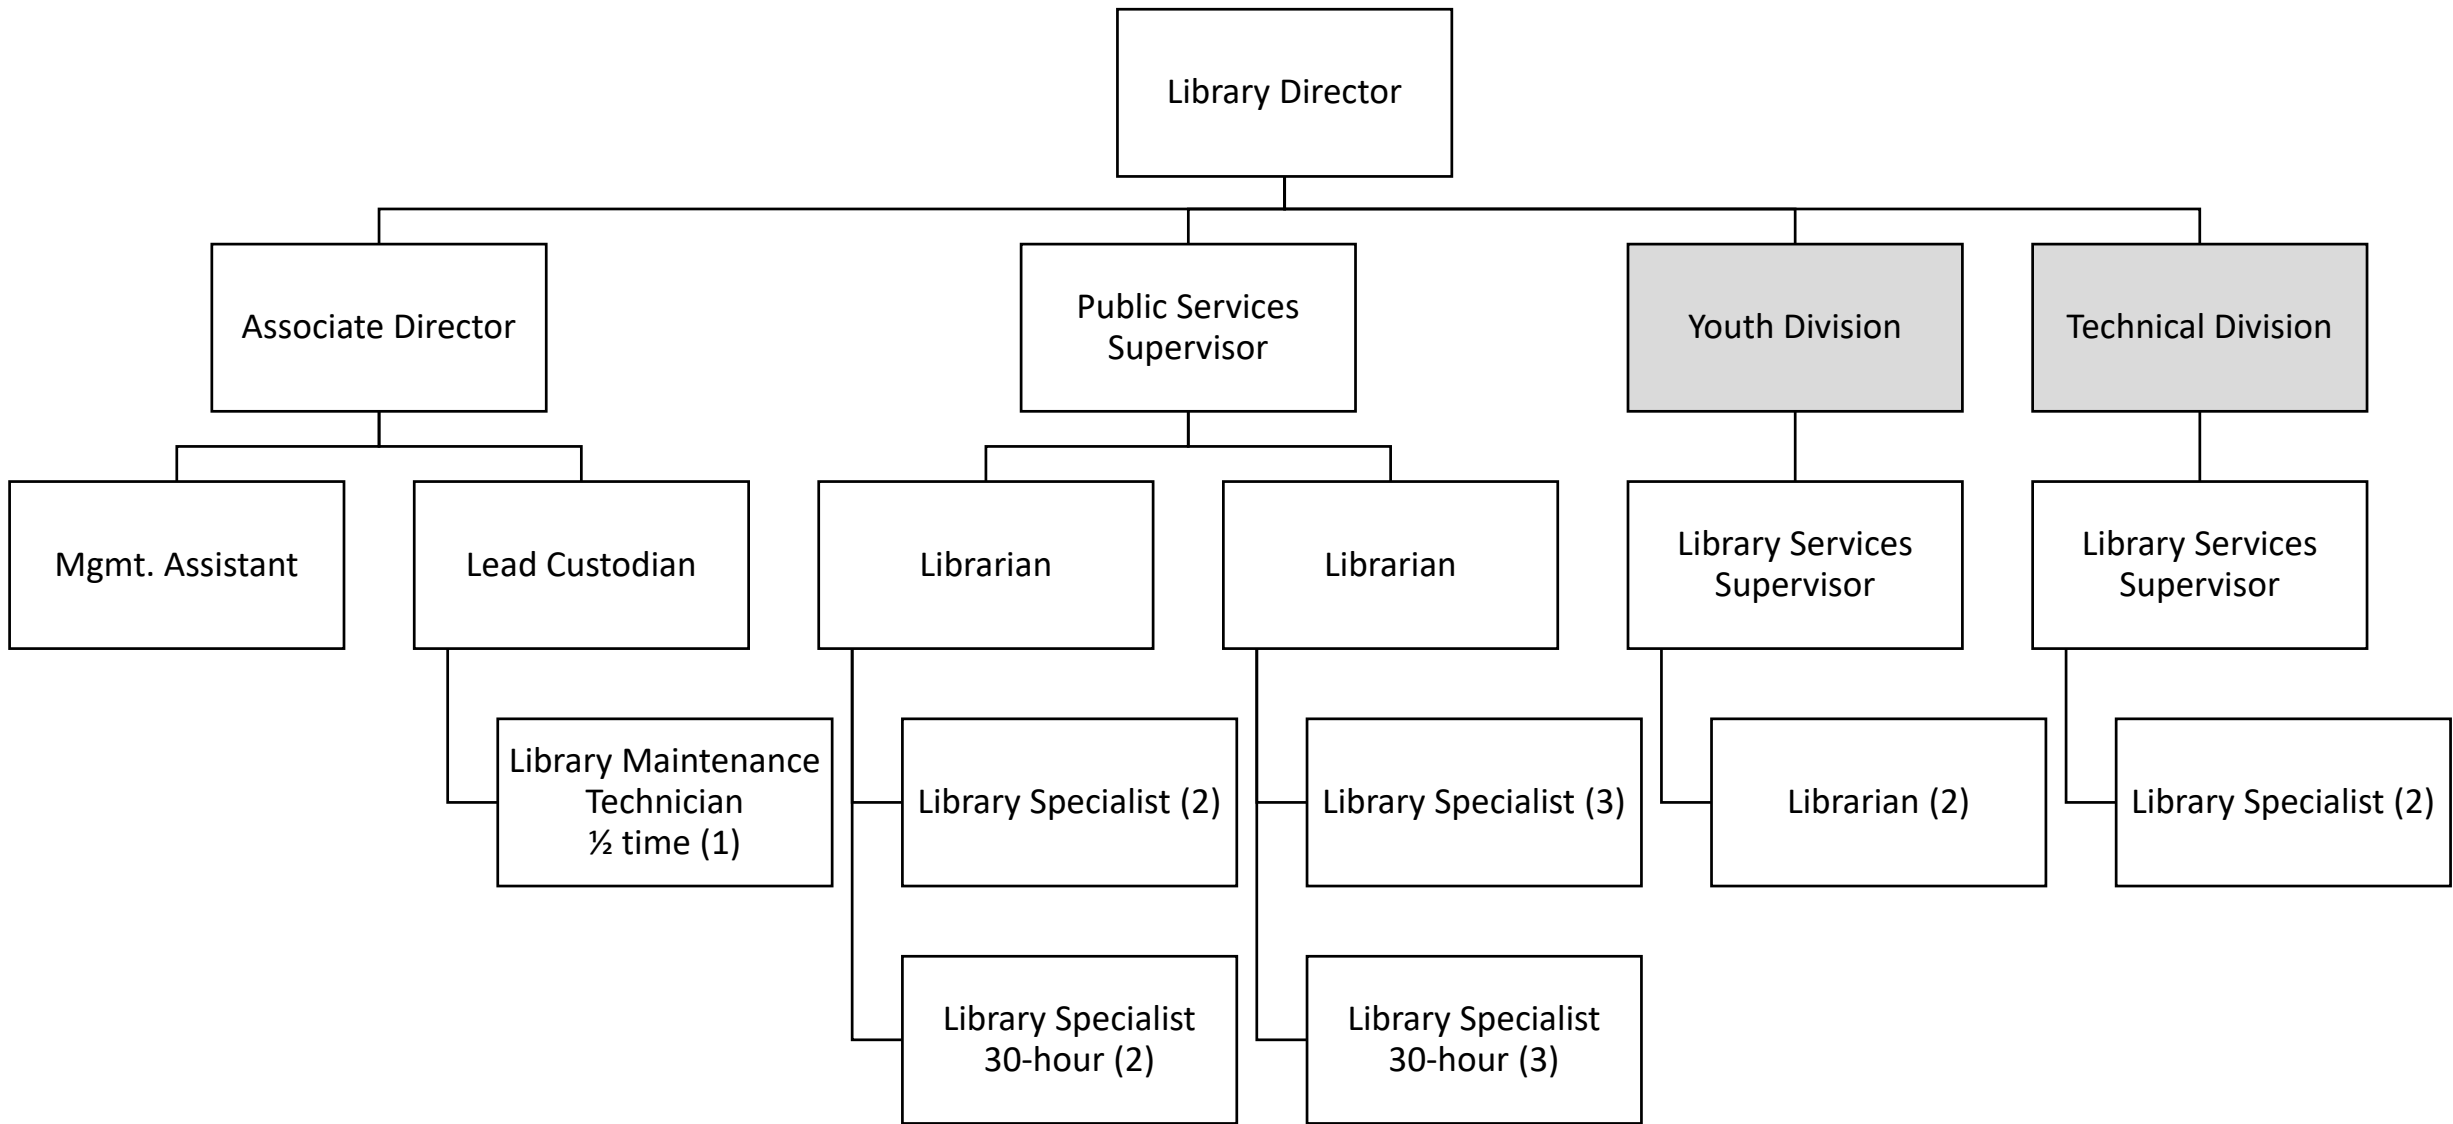 Library Director
Associate Director
Public Services
Supervisor
Youth Division
Technical Division
Mgmt. Assistant
Lead Custodian
Librarian
Librarian
Library Services
Supervisor
Library Services
Supervisor
Library Maintenance
Technician
½ time (1)
Library Specialist (2)
Library Specialist (3)
Librarian (2)
Library Specialist (2)
Library Specialist
30-hour (2)
Library Specialist
30-hour (3)